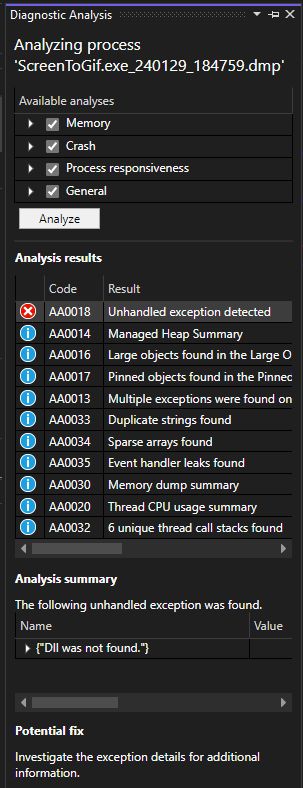 Diagnostic Analysis
Analyzing process
'ScreenToGif.exe_240129_184759.dmp'
Available analyses
Memory
Crash
Process responsiveness
General
Analyze
Analysis results
Code Result
AA0018 Unhandled exception detected
AA0014 Managed Heap Summary
AA0016 Large objects found in the Large O
AA0017 Pinned objects found in the Pinned
AA0013 Multiple exceptions were found on
AA0033 Duplicate strings found
AA0034 Sparse arrays found
AA0035 Event handler leaks found
AA0030 Memory dump summary
AA0020 Thread CPU usage summary
AA0032 6 unique thread call stacks found
Analysis summary
The following unhandled exception was found.
Name Value
{"Dll was not found."}
Potential fix
Investigate the exception details for additional
information.